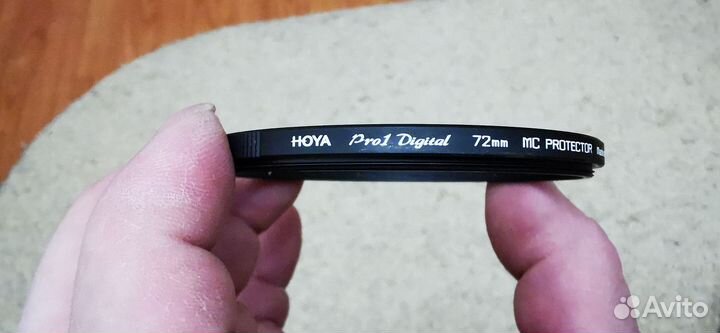 HOYA Pro1 Digital 72mm MC PROTECTOR
Avito